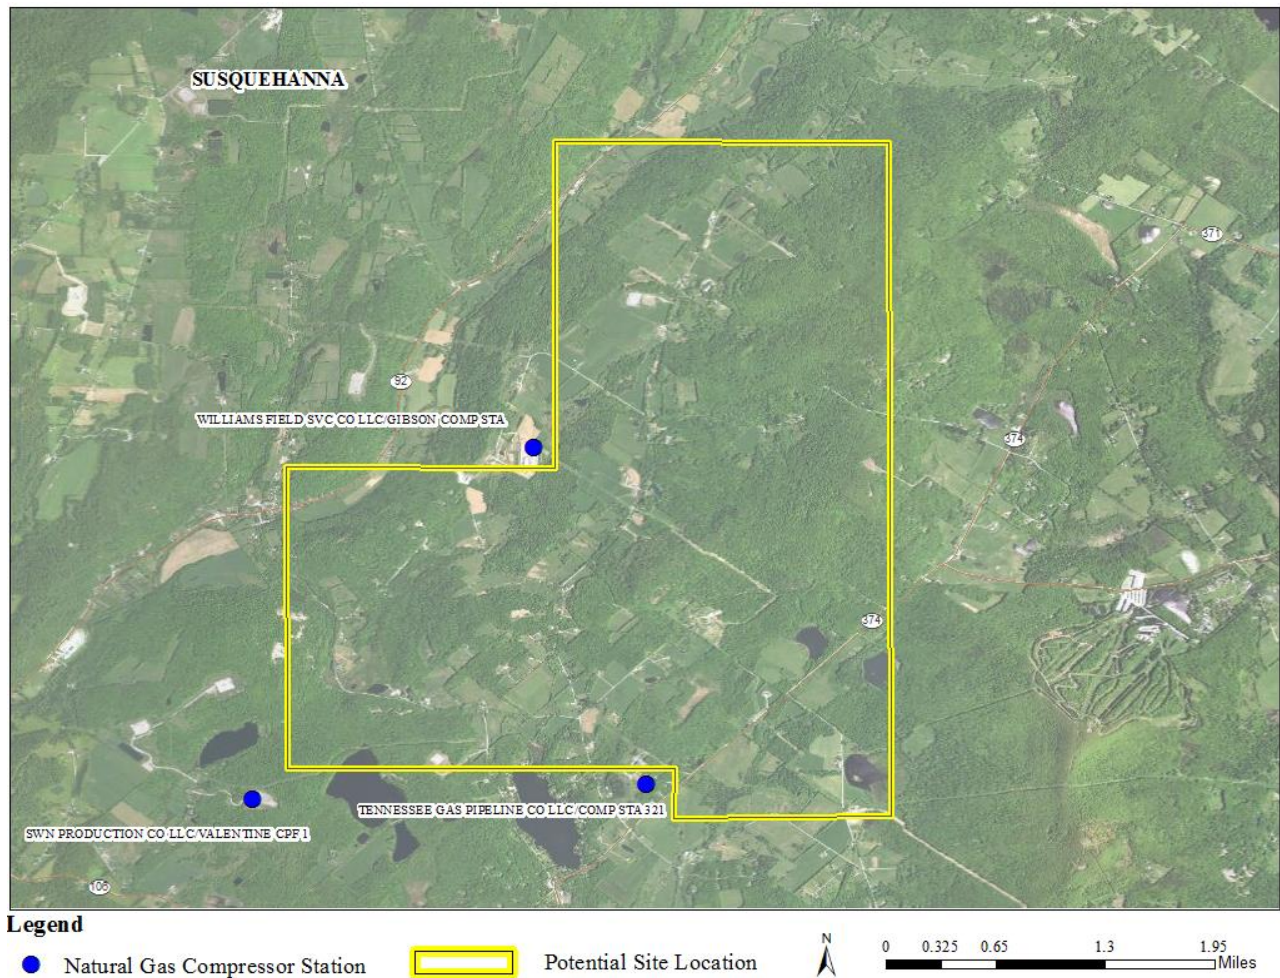 SUSQUEHANNA
371
92
WILLIAMS FIELD SVC CO LLC/GIBSON COMP STA
374
374
TENNESSEE GAS PIPELINE CO LLC/COMP STA 321
SWN PRODUCTION CO LLC/VALENTINE CPF 1
106
Legend
Natural Gas Compressor Station
Potential Site Location
N
0 0.325 0.65 1.3 1.95
Miles